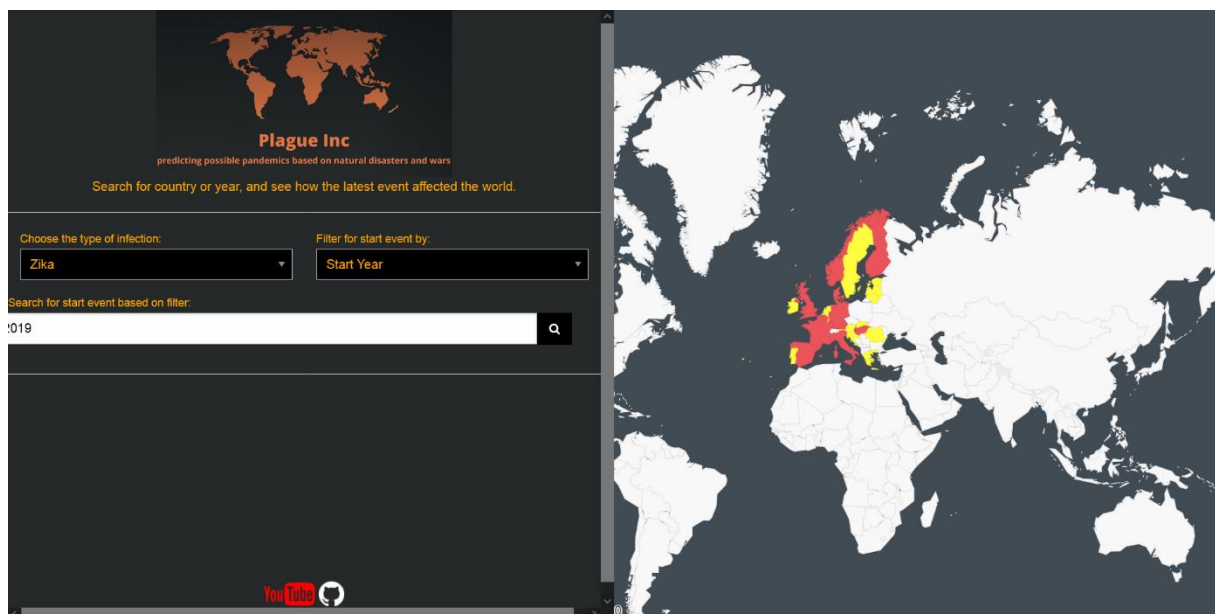 Plague Inc
predicting possible pandemics based on natural disasters and wars
Search for country or year, and see how the latest event affected the world.
Choose the type of infection:
Filter for start event by:
Zika
Start Year
Search for start event based on filter:
2019
YouTube